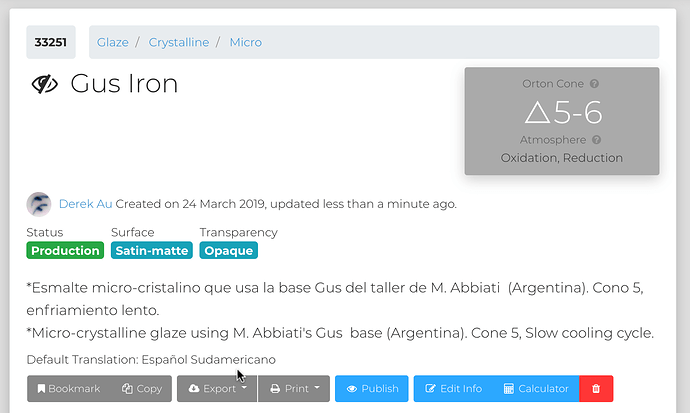 33251
Glaze / Crystalline / Micro
Gus Iron
Orton Cone ?
△5-6
Atmosphere ?
Oxidation, Reduction
Derek Au Created on 24 March 2019, updated less than a minute ago.
Status Surface Transparency
Production Satin-matte Opaque
*Esmalte micro-cristalino que usa la base Gus del taller de M. Abbiati (Argentina). Cono 5,
enfriamiento lento.
*Micro-crystalline glaze using M. Abbiati's Gus base (Argentina). Cone 5, Slow cooling cycle.
Default Translation: Español Sudamericano
Bookmark Copy Export Print Publish Edit Info Calculator